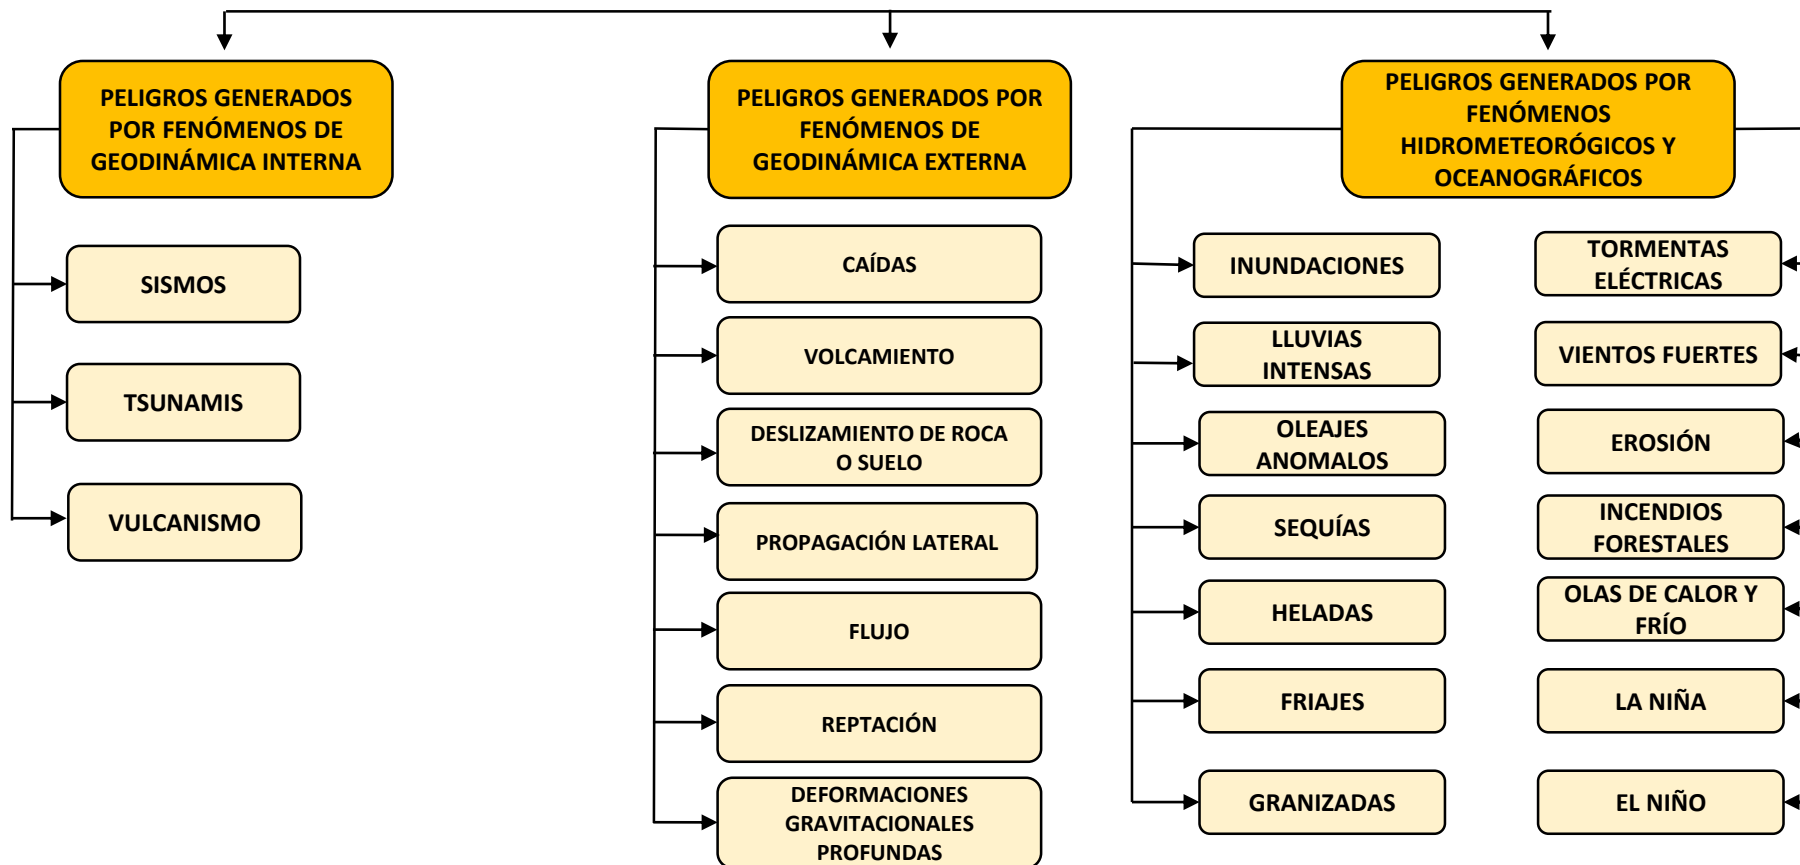 PELIGROS GENERADOS
POR FENÓMENOS DE
GEODINÁMICA INTERNA
SISMOS
TSUNAMIS
VULCANISMO
PELIGROS GENERADOS POR
FENÓMENOS DE
GEODINÁMICA EXTERNA
CAÍDAS
VOLCAMIENTO
DESLIZAMIENTO DE ROCA
O SUELO
PROPAGACIÓN LATERAL
FLUJO
REPTACIÓN
DEFORMACIONES
GRAVITACIONALES
PROFUNDAS
PELIGROS GENERADOS POR
FENÓMENOS
HIDROMETEORÓGICOS Y
OCEANOGRÁFICOS
INUNDACIONES
LLUVIAS
INTENSAS
OLEAJES
ANOMALOS
SEQUÍAS
HELADAS
FRIAJES
GRANIZADAS
TORMENTAS
ELÉCTRICAS
VIENTOS FUERTES
EROSIÓN
INCENDIOS
FORESTALES
OLAS DE CALOR Y
FRÍO
LA NIÑA
EL NIÑO